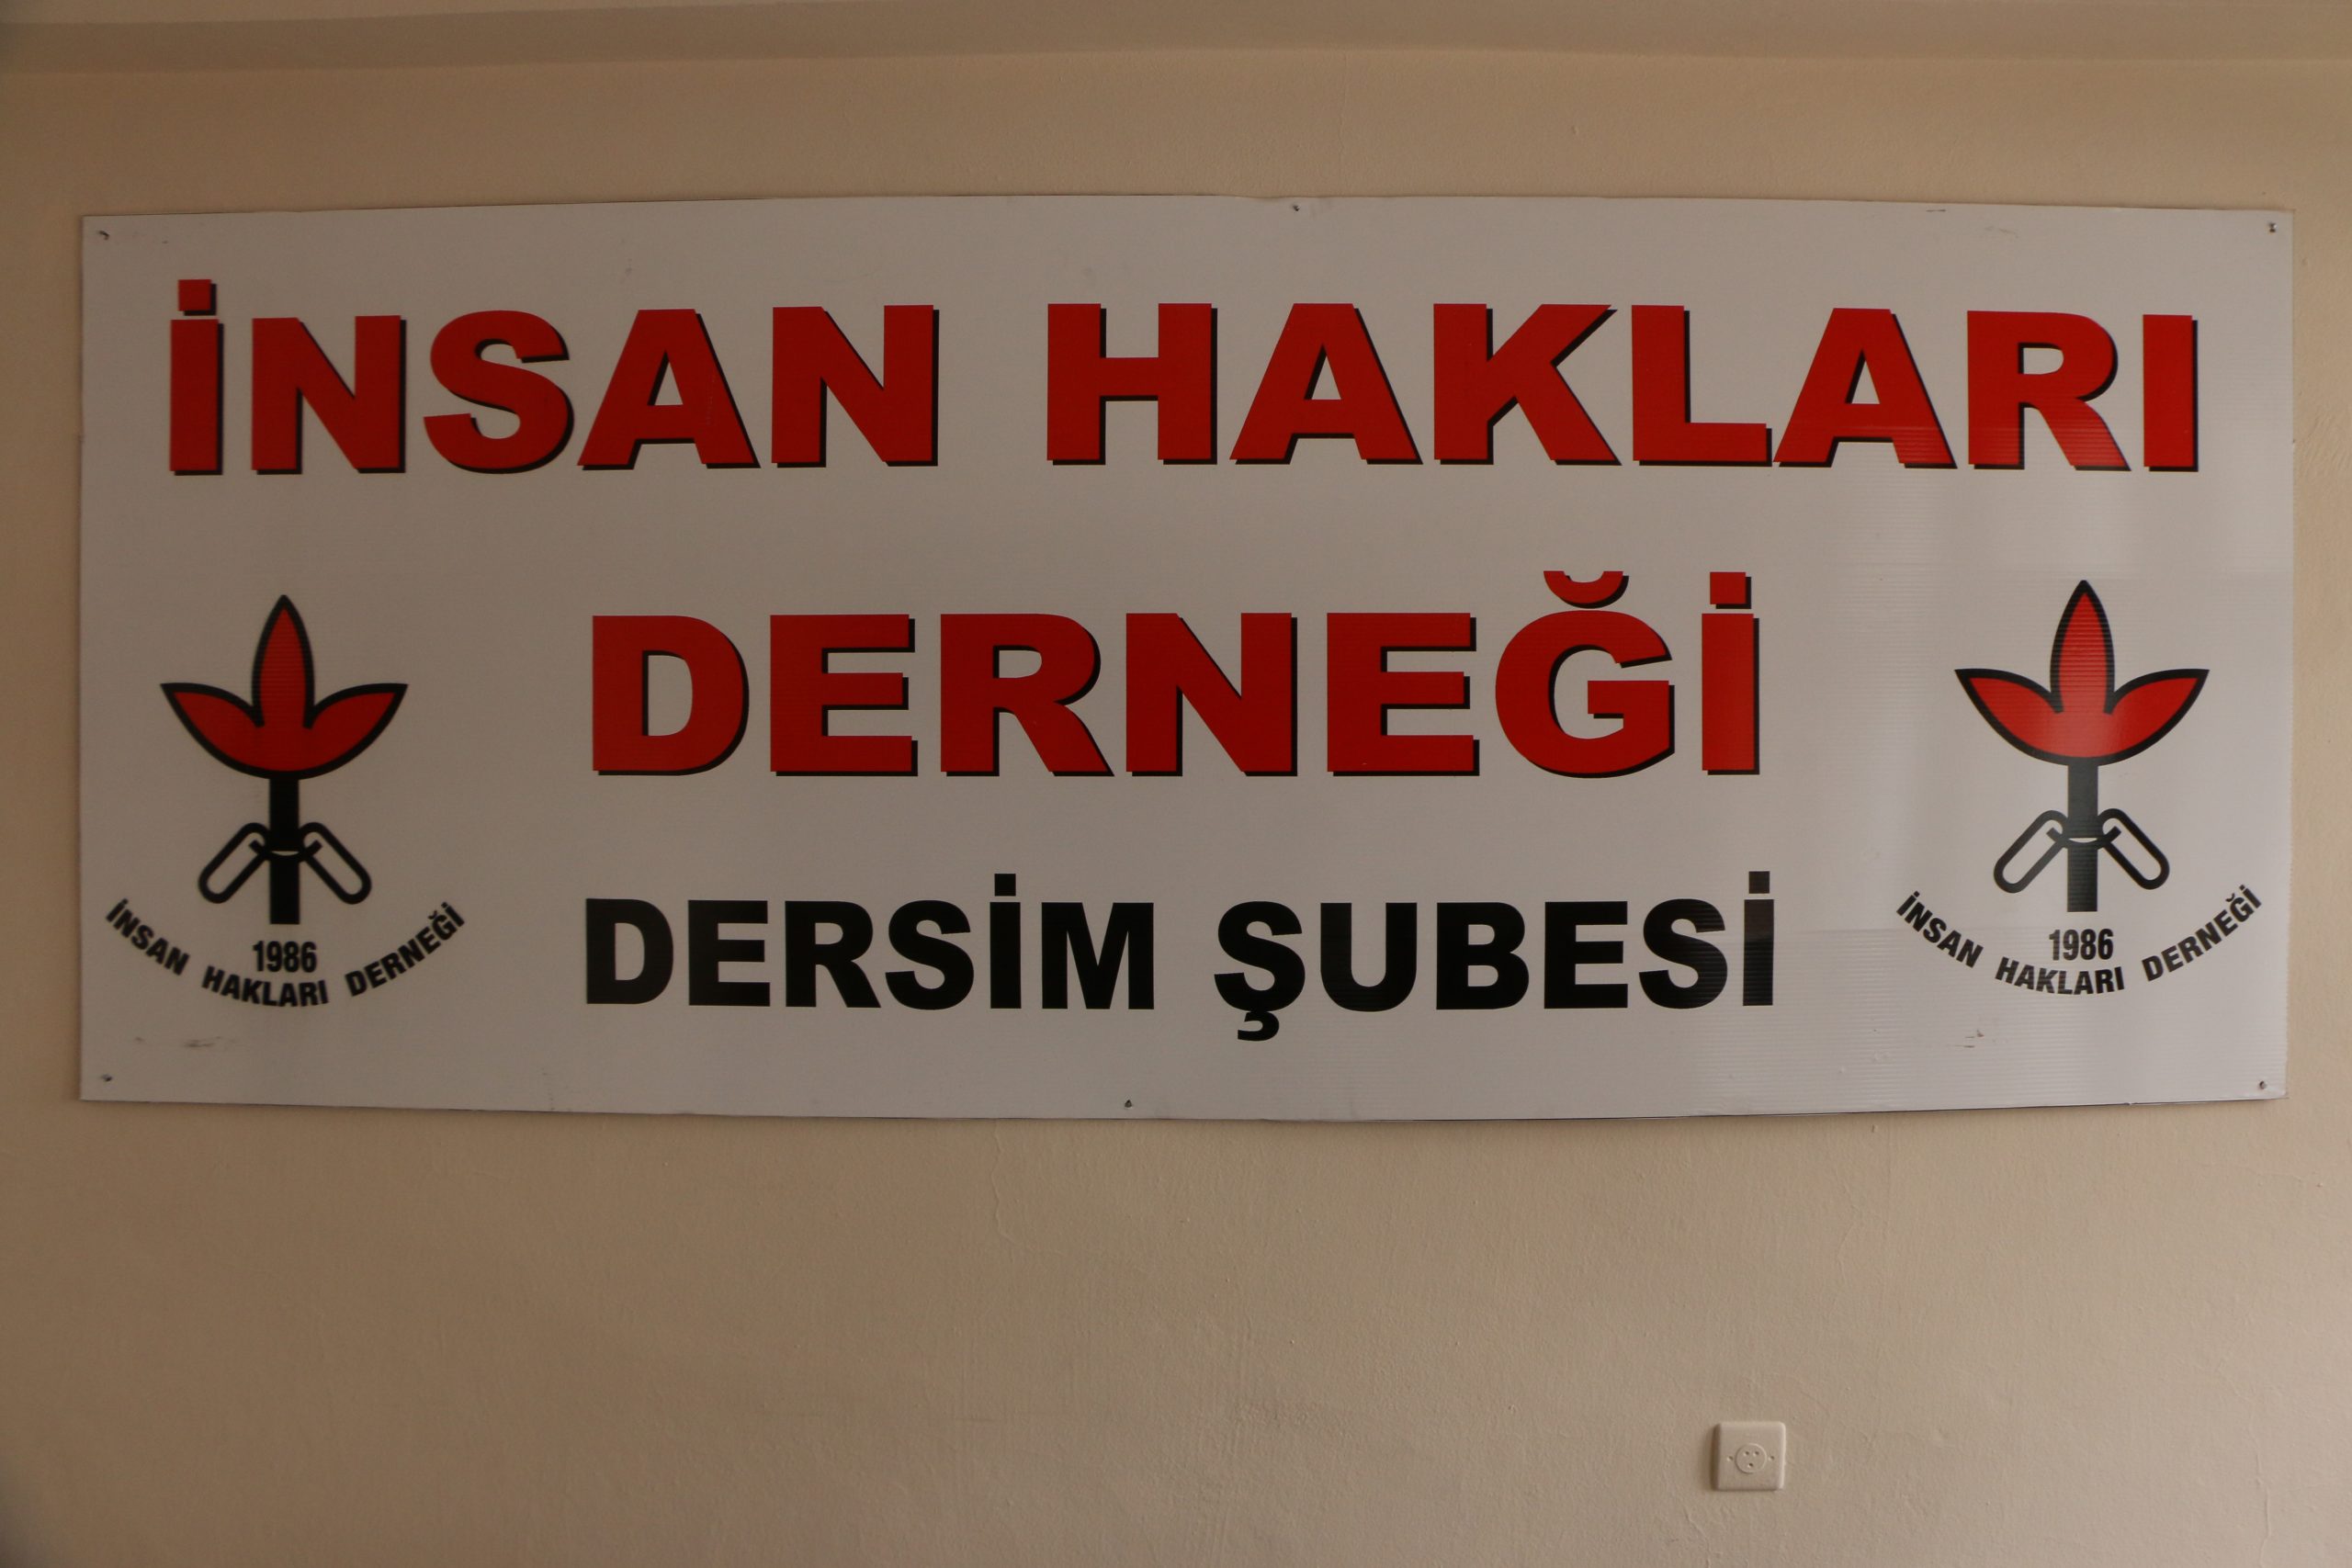 İNSAN HAKLARI
DERNEĞİ
DERSİM ŞUBESİ
1986
İNSAN HAKLARI DERNEĞİ
1986
İNSAN HAKLARI DERNEĞİ